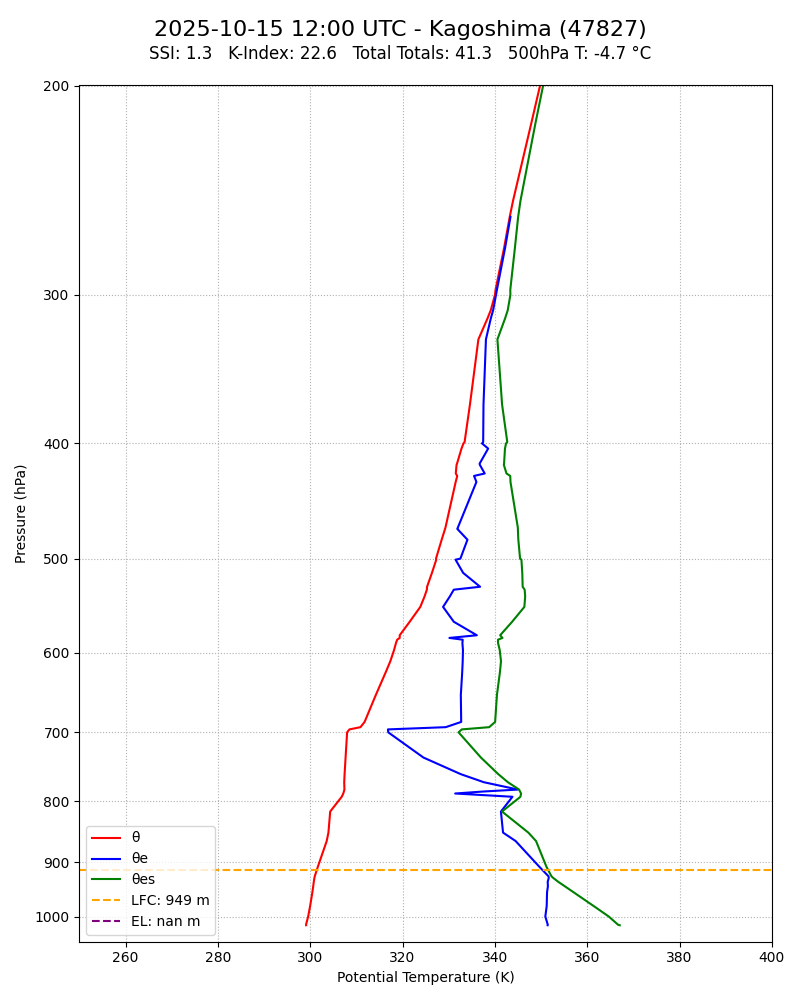 2025-10-15 12:00 UTC - Kagoshima (47827)
SSI: 1.3   K-Index: 22.6   Total Totals: 41.3   500hPa T: -4.7 °C
200
300
400
500
600
700
800
900
1000
Pressure (hPa)
θ
θe
θes
LFC: 949 m
EL: nan m
260 280 300 320 340 360 380 400
Potential Temperature (K)